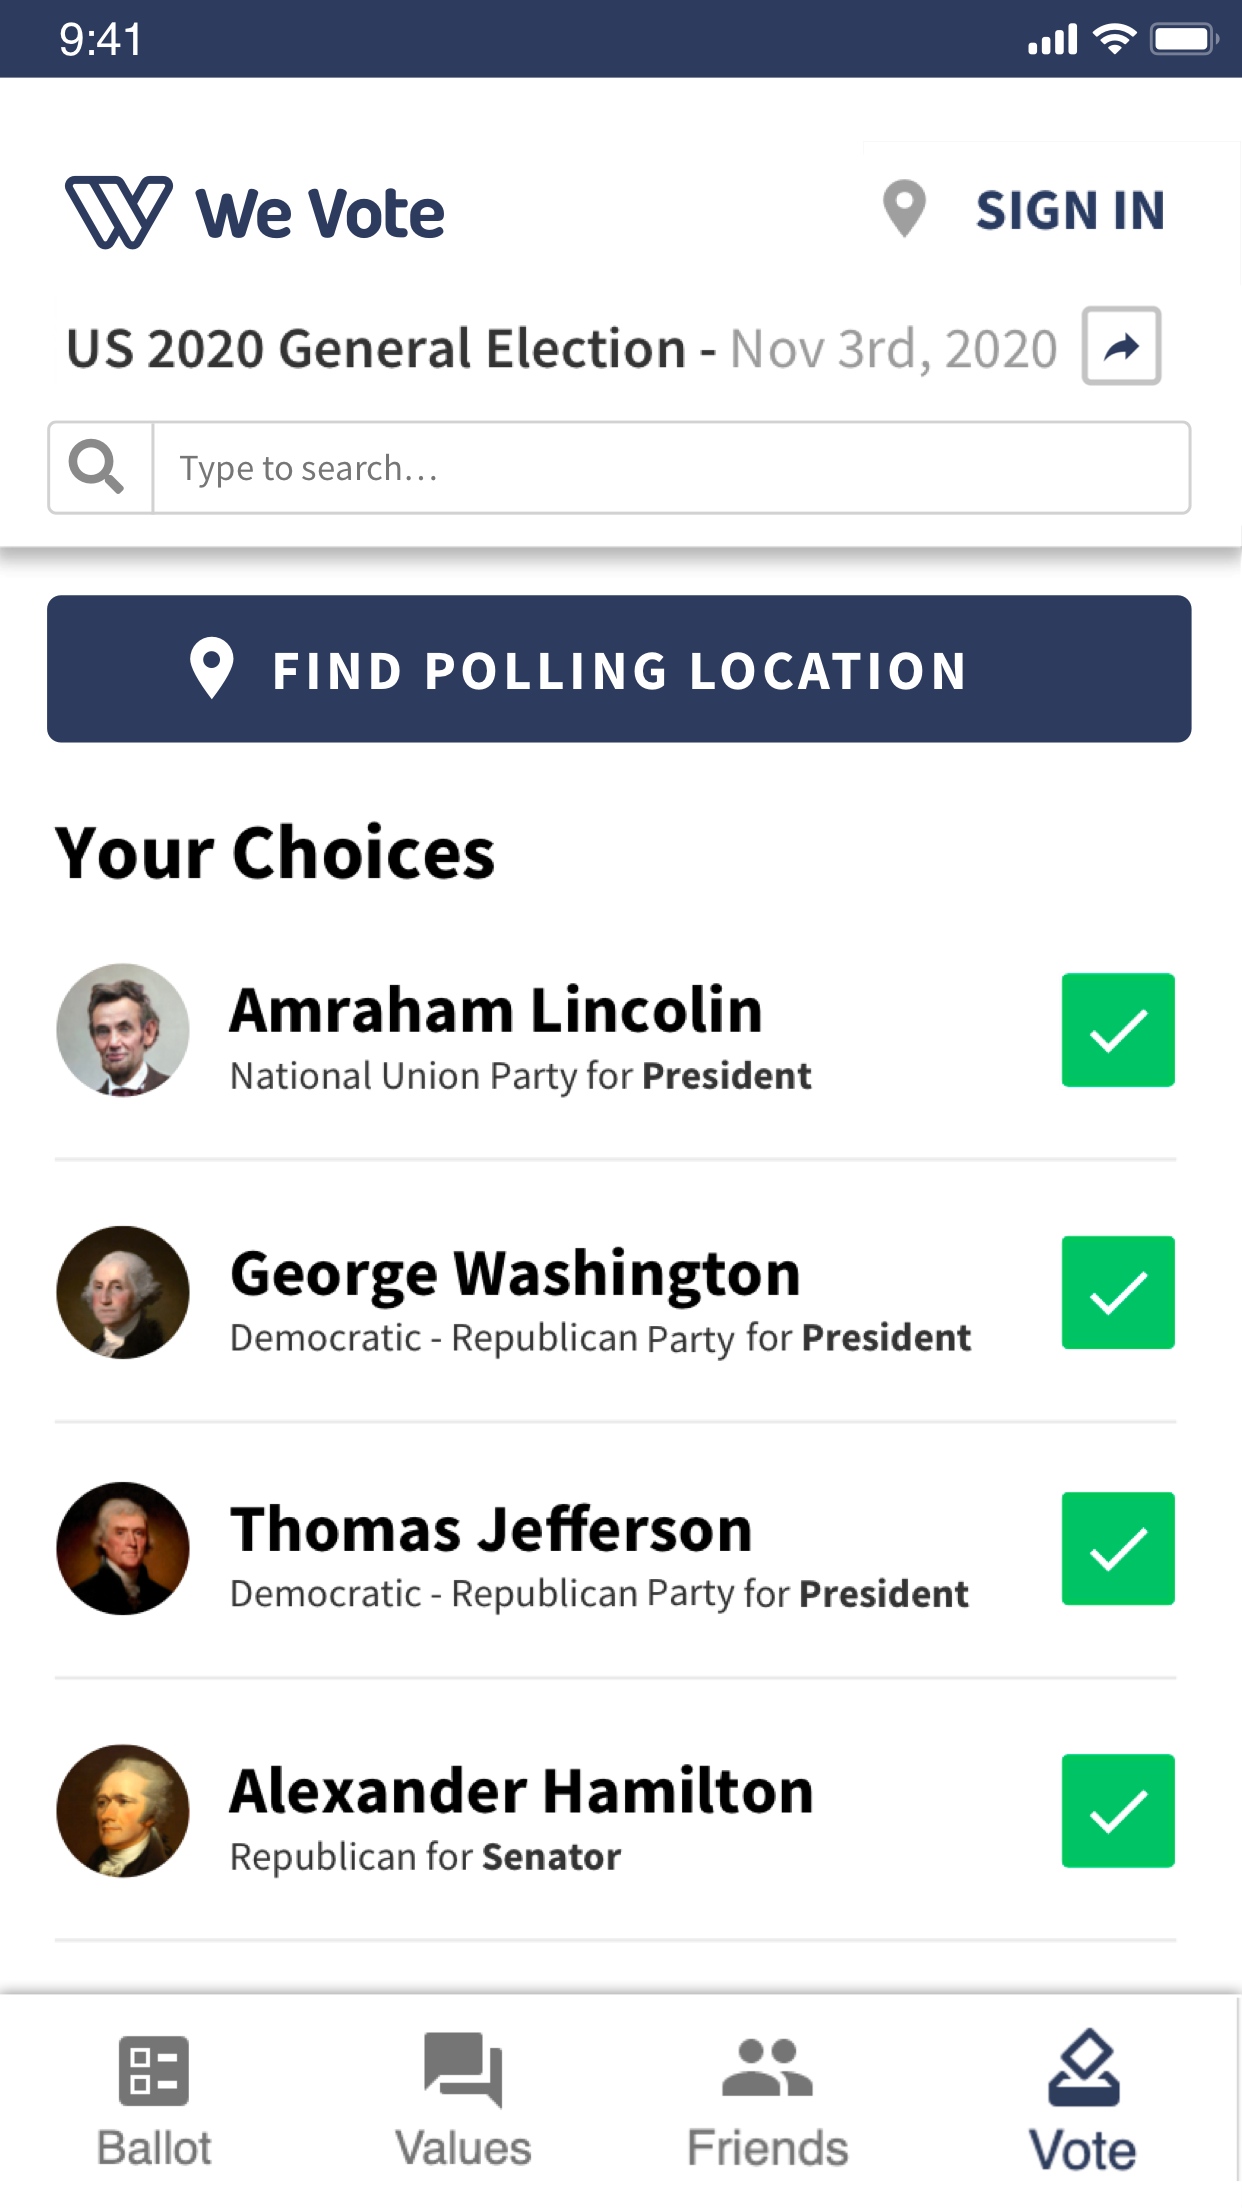 9:41
We Vote
SIGN IN
US 2020 General Election - Nov 3rd, 2020
Type to search...
FIND POLLING LOCATION
Your Choices
Amraham Lincolin
National Union Party for President
George Washington
Democratic - Republican Party for President
Thomas Jefferson
Democratic - Republican Party for President
Alexander Hamilton
Republican for Senator
Ballot Values Friends Vote